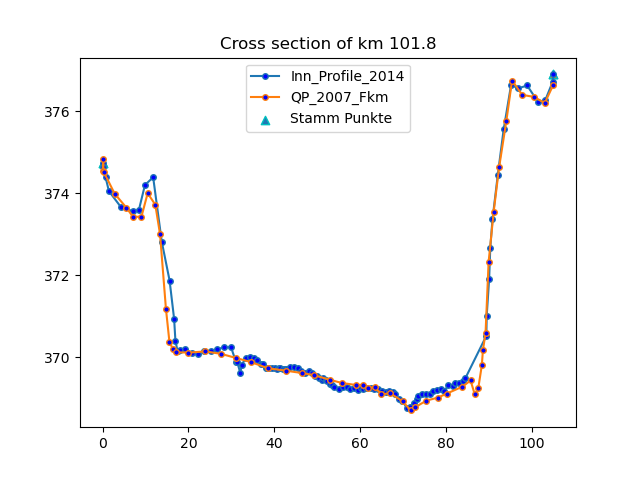 Cross section of km 101.8
Inn_Profile_2014
QP_2007_Fkm
Stamm Punkte
376
374
372
370
0 20 40 60 80 100